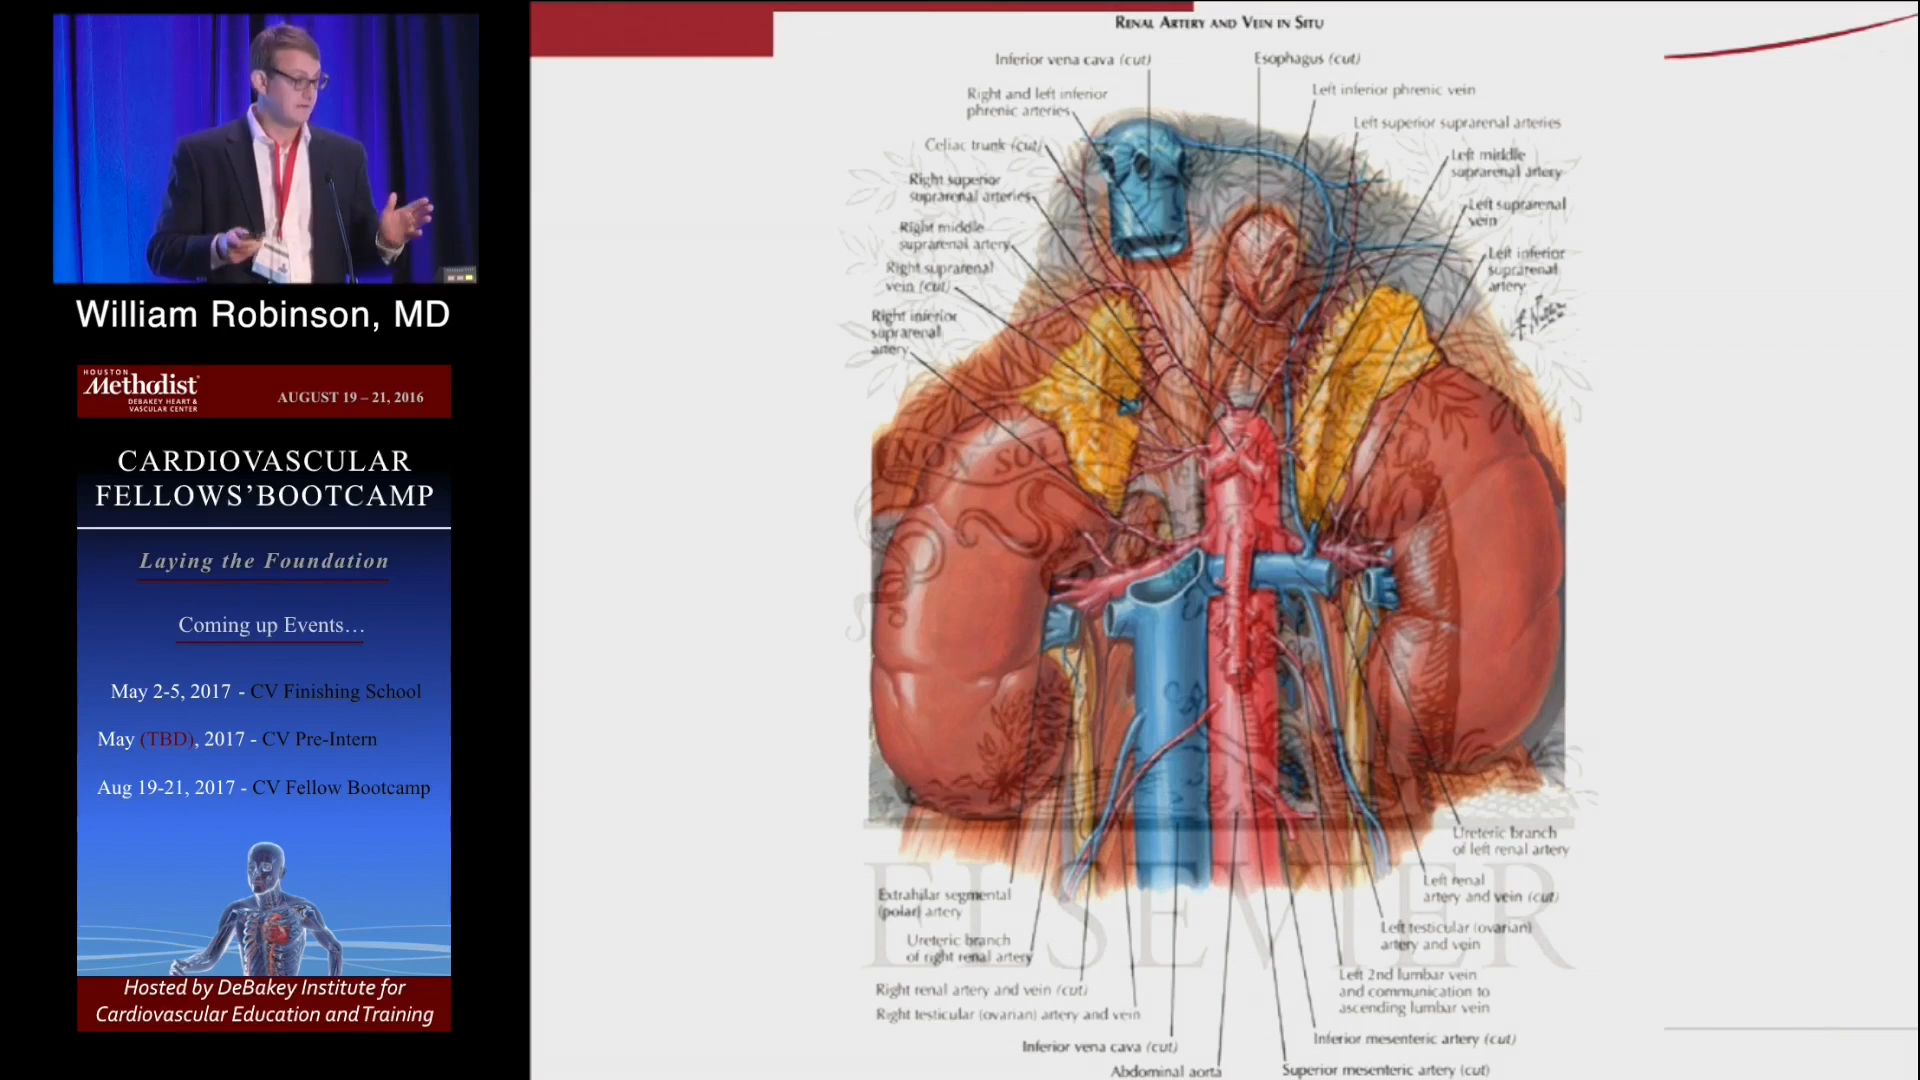 William Robinson, MD
HOUSTON
Methodist
DEBAKEY HEART &
VASCULAR CENTER
AUGUST 19 – 21, 2016
CARDIOVASCULAR
FELLOWS’BOOTCAMP
Laying the Foundation
Coming up Events…
May 2-5, 2017 - CV Finishing School
May (TBD), 2017 - CV Pre-Intern
Aug 19-21, 2017 - CV Fellow Bootcamp
Hosted by DeBakey Institute for
Cardiovascular Education and Training
RENAL ARTERY AND VEIN IN SITU
Inferior vena cava (cut)
Esophagus (cut)
Right and left inferior
phrenic arteries
Left inferior phrenic vein
Left superior suprarenal arteries
Celiac trunk (cut)
Left middle
suprarenal artery
Right superior
suprarenal arteries
Left suprarenal
vein
Right middle
suprarenal artery
Left inferior
suprarenal
artery
Right suprarenal
vein (cut)
Right inferior
suprarenal
artery
F. Netter
NON SOLUS
Ureteric branch
of left renal artery
Left renal
artery and vein (cut)
Extrahilar segmental
(polar) artery
Left testicular (ovarian)
artery and vein
Ureteric branch
of right renal artery
ELSEVIER
Left 2nd lumbar vein
and communication to
ascending lumbar vein
Right renal artery and vein (cut)
Right testicular (ovarian) artery and vein
Inferior mesenteric artery (cut)
Inferior vena cava (cut)
Abdominal aorta
Superior mesenteric artery (cut)